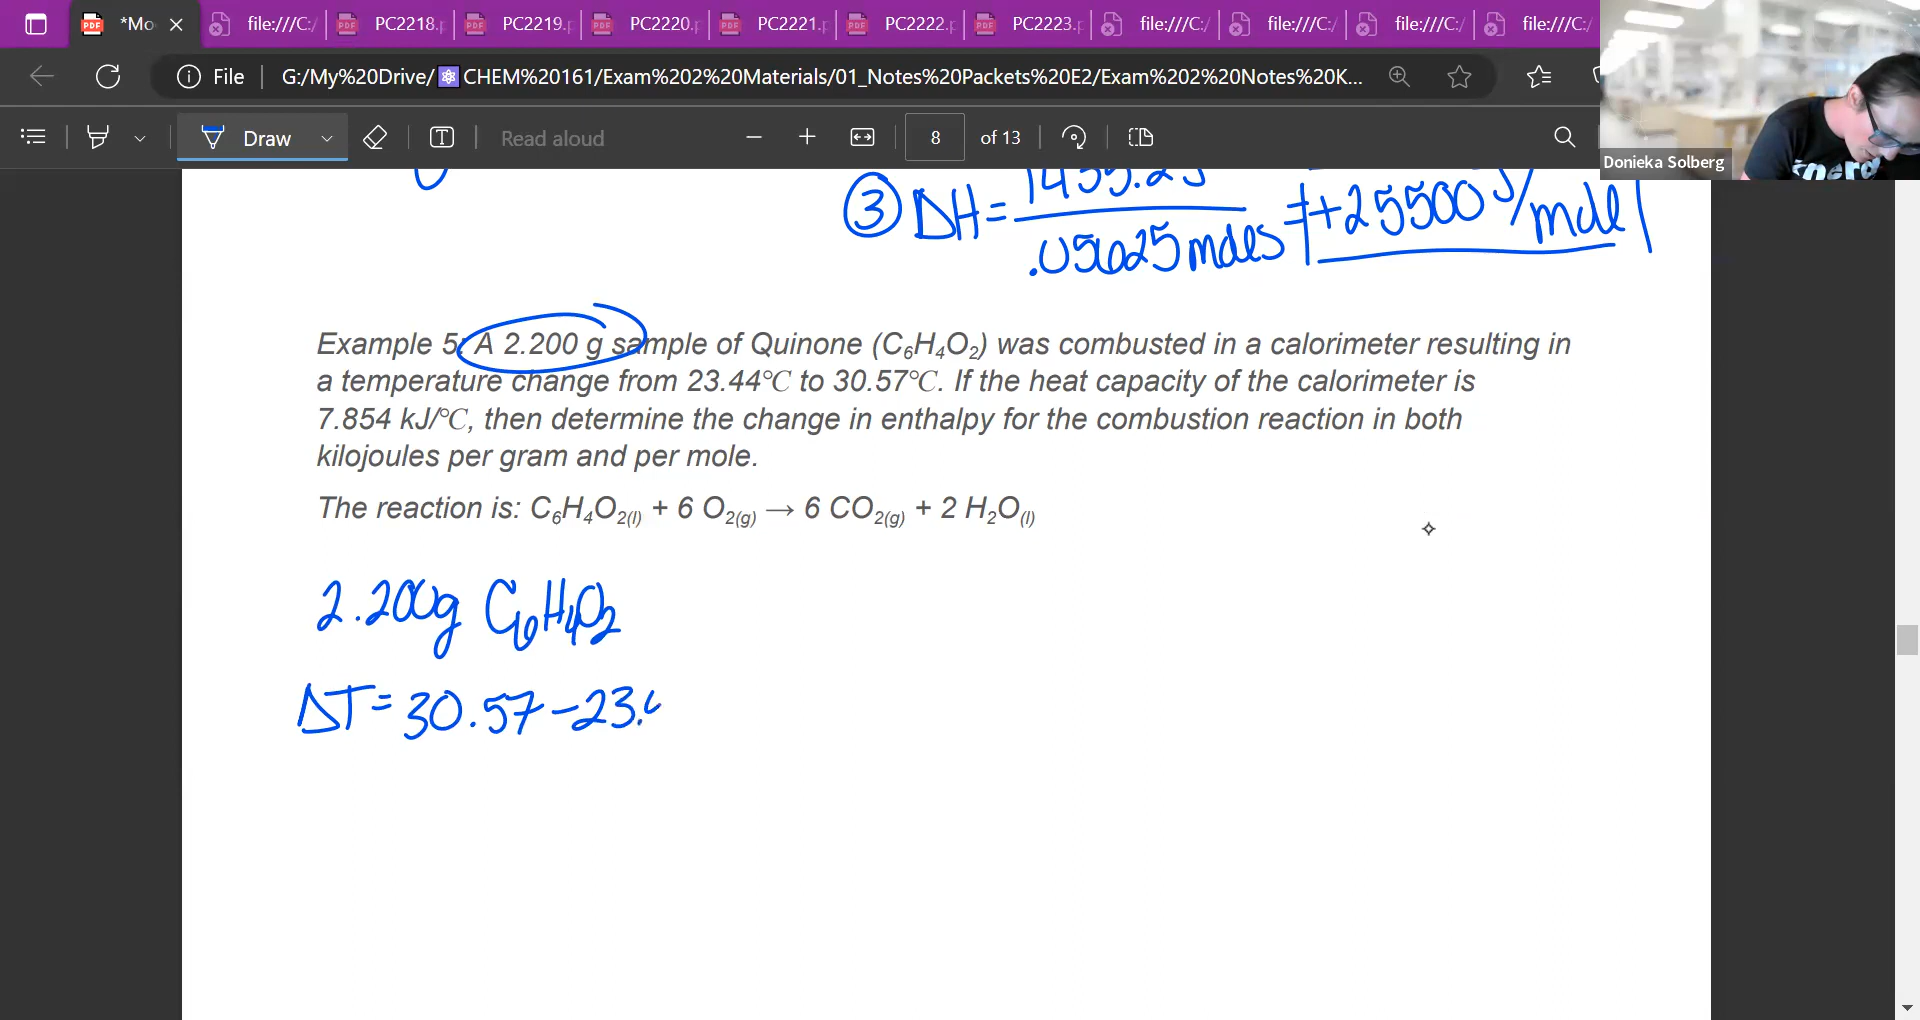 *Mo file:///C:/ PC2218.p PC2219.p PC2220.p PC2221.p PC2222.p PC2223.p file:///C:/ file:///C:/ file:///C:/ file:///C:/
File G:/My%20Drive/ CHEM%20161/Exam%202%20Materials/01_Notes%20Packets%20E2/Exam%202%20Notes%20K...
Draw Read aloud 8 of 13
Donieka Solberg
③ ΔH = 1435.2J / .05625moles = +25500 J/mole
Example 5: A 2.200 g sample of Quinone (C₆H₄O₂) was combusted in a calorimeter resulting in
a temperature change from 23.44℃ to 30.57℃. If the heat capacity of the calorimeter is
7.854 kJ/℃, then determine the change in enthalpy for the combustion reaction in both
kilojoules per gram and per mole.
The reaction is: C₆H₄O₂₍ₗ₎ + 6 O₂(g) → 6 CO₂(g) + 2 H₂O₍ₗ₎
2.200g C₆H₄O₂
ΔT = 30.57 - 23.